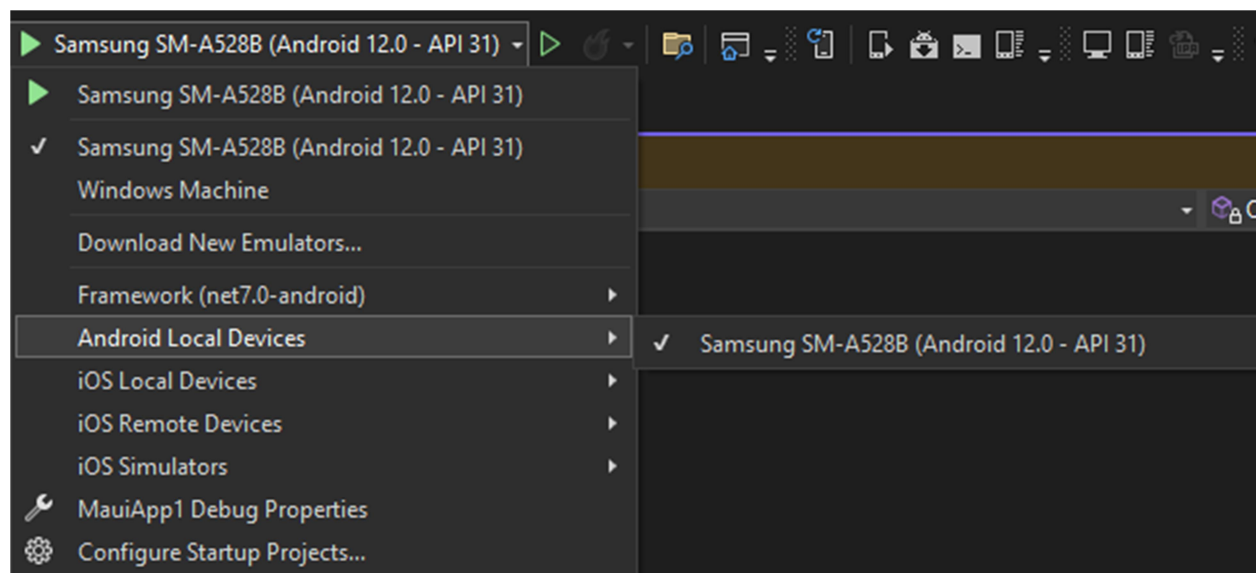 Samsung SM-A528B (Android 12.0 - API 31)
Samsung SM-A528B (Android 12.0 - API 31)
Samsung SM-A528B (Android 12.0 - API 31)
Windows Machine
Download New Emulators...
Framework (net7.0-android)
Android Local Devices
Samsung SM-A528B (Android 12.0 - API 31)
iOS Local Devices
iOS Remote Devices
iOS Simulators
MauiApp1 Debug Properties
Configure Startup Projects...